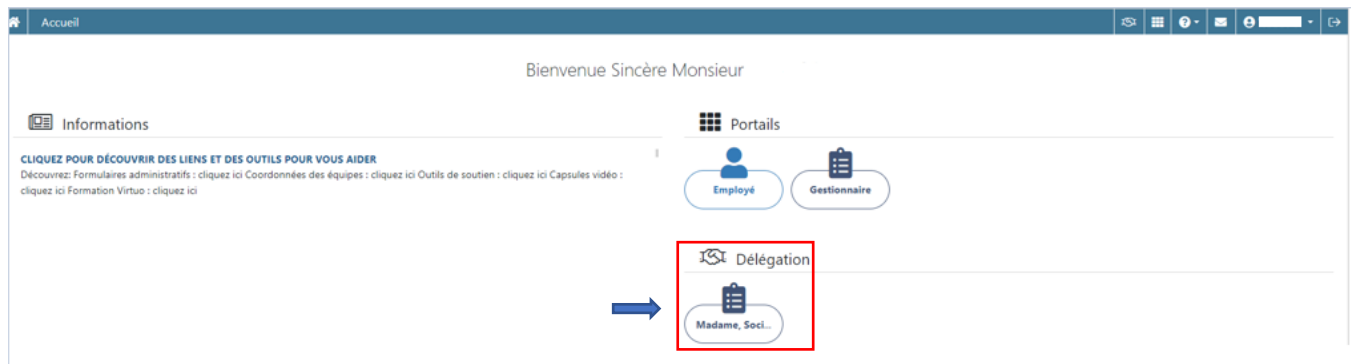 Accueil
Bienvenue Sincère Monsieur
Informations
CLIQUEZ POUR DÉCOUVRIR DES LIENS ET DES OUTILS POUR VOUS AIDER
Découvrez: Formulaires administratifs : cliquez ici Coordonnées des équipes : cliquez ici Outils de soutien : cliquez ici Capsules vidéo :
cliquez ici Formation Virtuo : cliquez ici
Portails
Employé
Gestionnaire
Délégation
Madame, Soci...